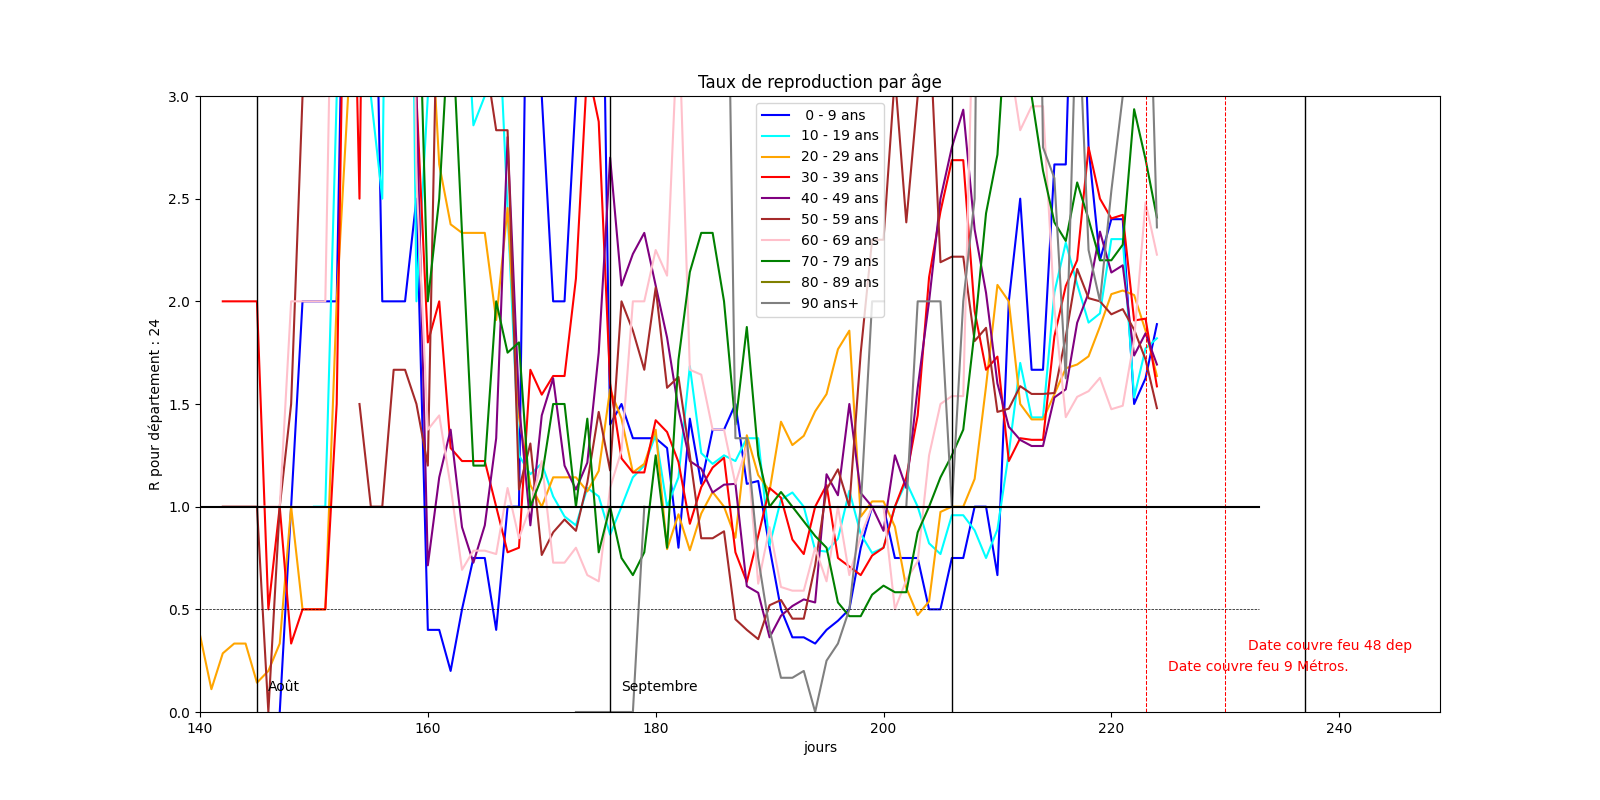 Taux de reproduction par âge
3.0
2.5
2.0
1.5
1.0
0.5
0.0
R pour département : 24
0 - 9 ans
10 - 19 ans
20 - 29 ans
30 - 39 ans
40 - 49 ans
50 - 59 ans
60 - 69 ans
70 - 79 ans
80 - 89 ans
90 ans+
Date couvre feu 48 dep
Date couvre feu 9 Métros.
Août
Septembre
140
160
180
200
220
240
jours